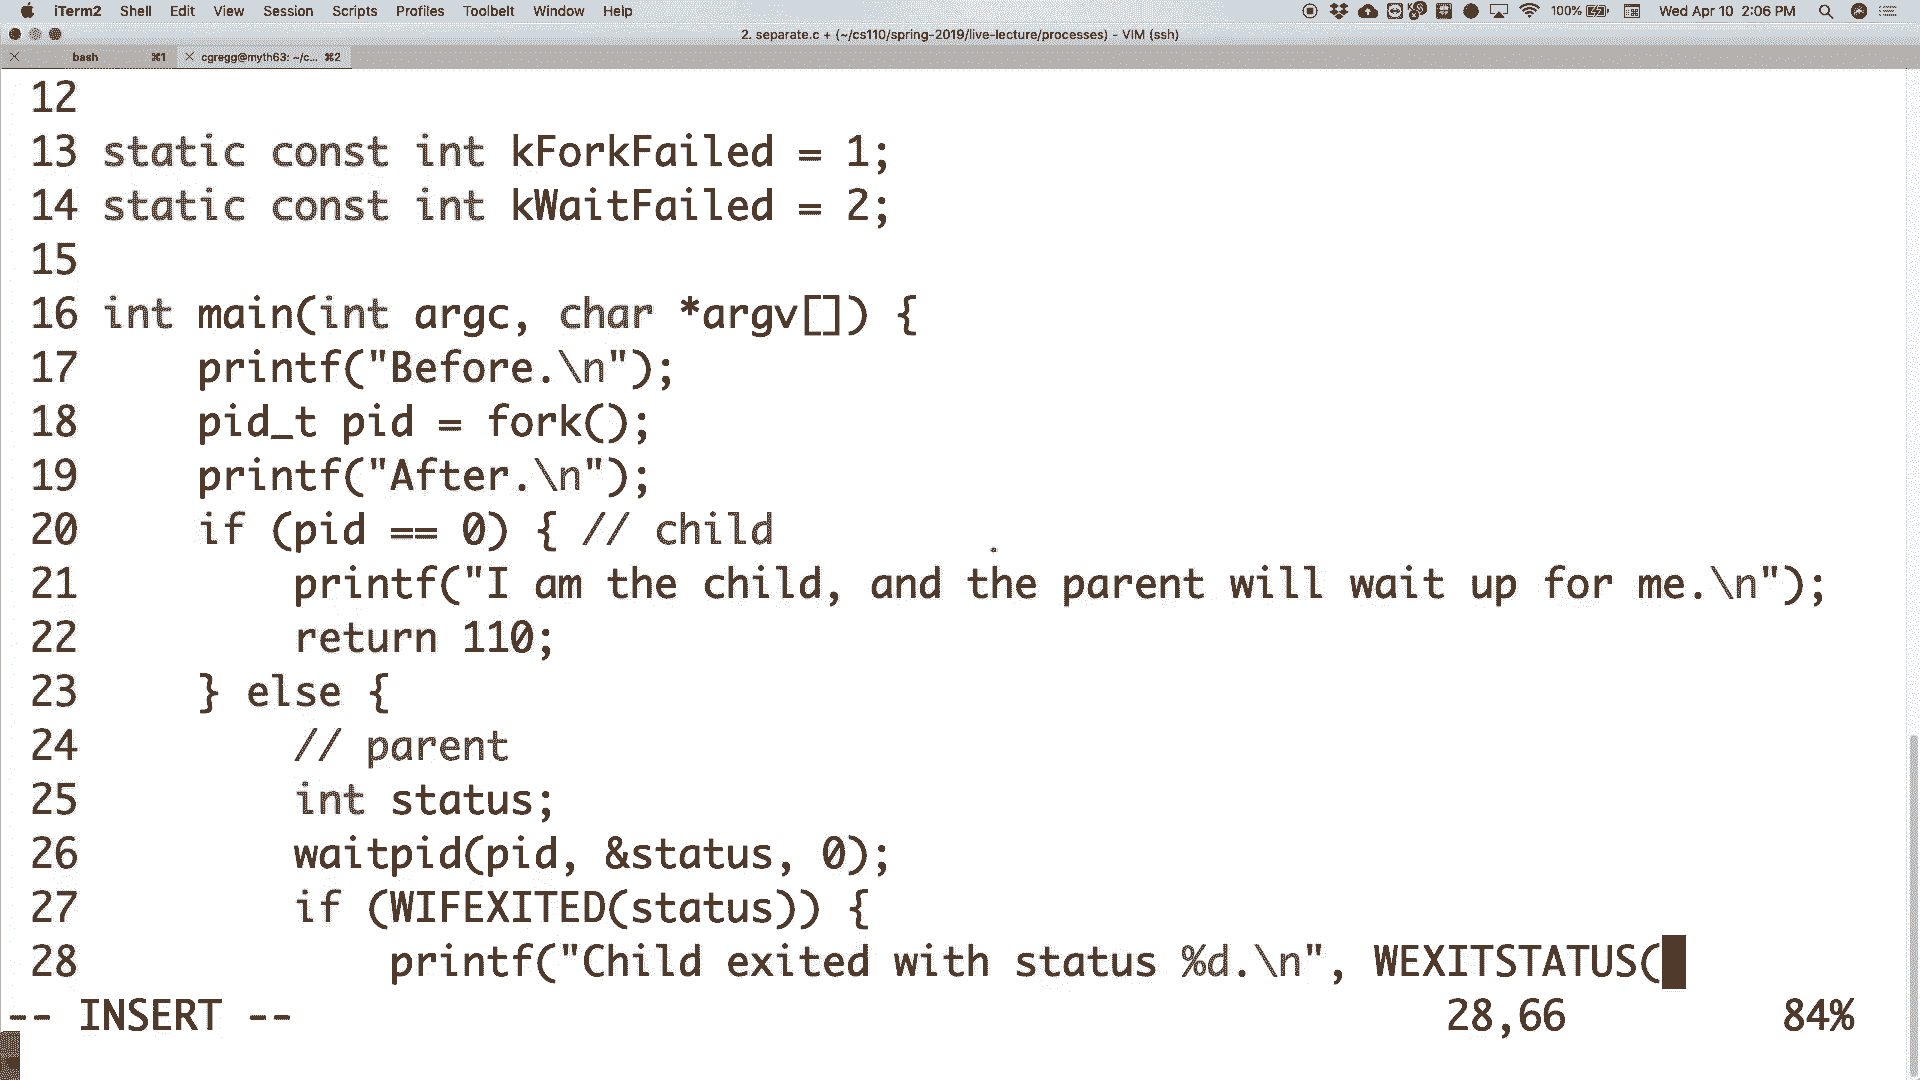 iTerm2 Shell Edit View Session Scripts Profiles Toolbelt Window Help 100% Wed Apr 10 2:06 PM
2. separate.c + (~/cs110/spring-2019/live-lecture/processes) - VIM (ssh)
bash ⌘1 cgregg@myth63: ~/c... ⌘2
12
13 static const int kForkFailed = 1;
14 static const int kWaitFailed = 2;
15
16 int main(int argc, char *argv[]) {
17     printf("Before.\n");
18     pid_t pid = fork();
19     printf("After.\n");
20     if (pid == 0) { // child
21         printf("I am the child, and the parent will wait up for me.\n");
22         return 110;
23     } else {
24         // parent
25         int status;
26         waitpid(pid, &status, 0);
27         if (WIFEXITED(status)) {
28             printf("Child exited with status %d.\n", WEXITSTATUS(
-- INSERT -- 28,66 84%